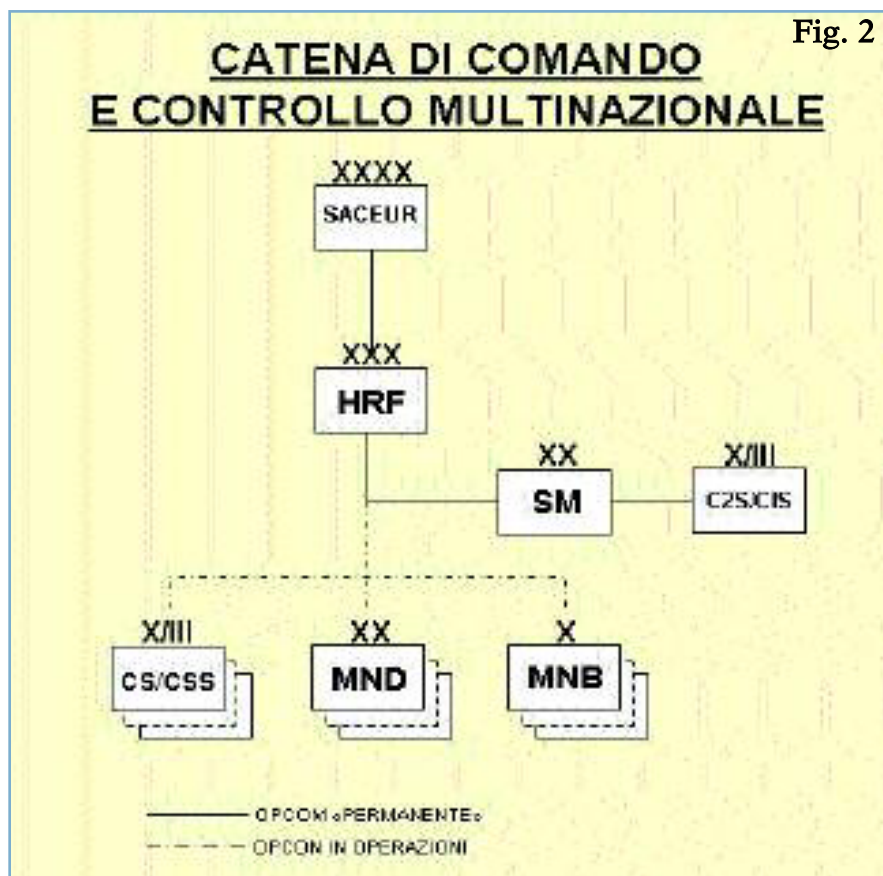 Fig. 2
CATENA DI COMANDO
E CONTROLLO MULTINAZIONALE
XXXX
SACEUR
XXX
HRF
XX
SM
X/III
C2S/CIS
X/III
CS/CSS
XX
MND
X
MNB
OPCOM «PERMANENTE»
OPCON IN OPERAZIONI